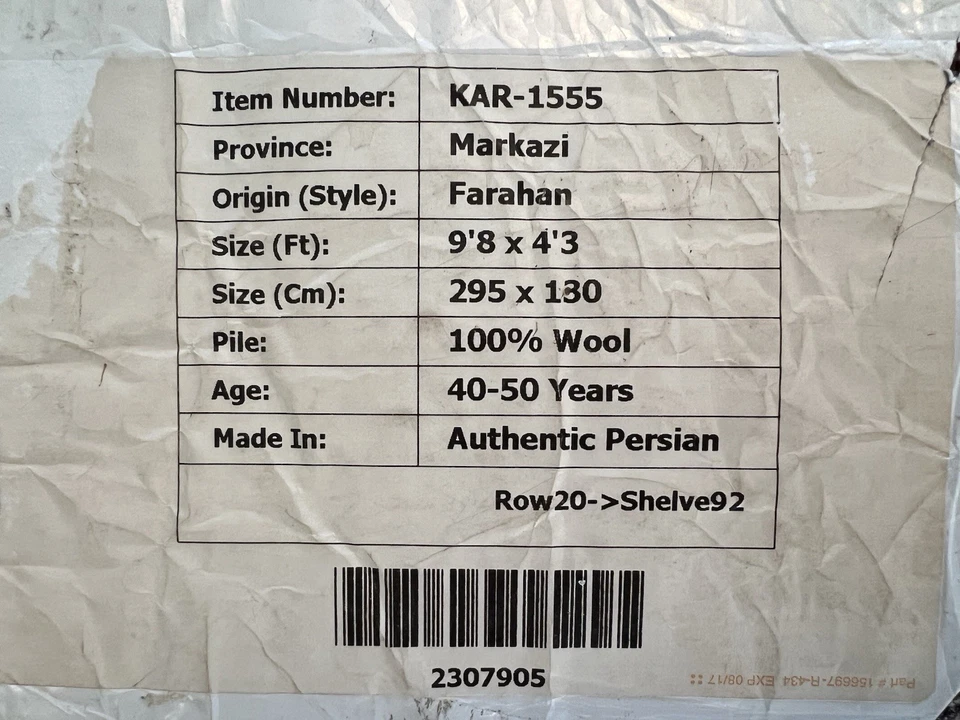 Item Number: KAR-1555
Province: Markazi
Origin (Style): Farahan
Size (Ft): 9'8 x 4'3
Size (Cm): 295 x 130
Pile: 100% Wool
Age: 40-50 Years
Made In: Authentic Persian
Row20->Shelve92
2307905
Part # 156697-R-434 EXP 08/17